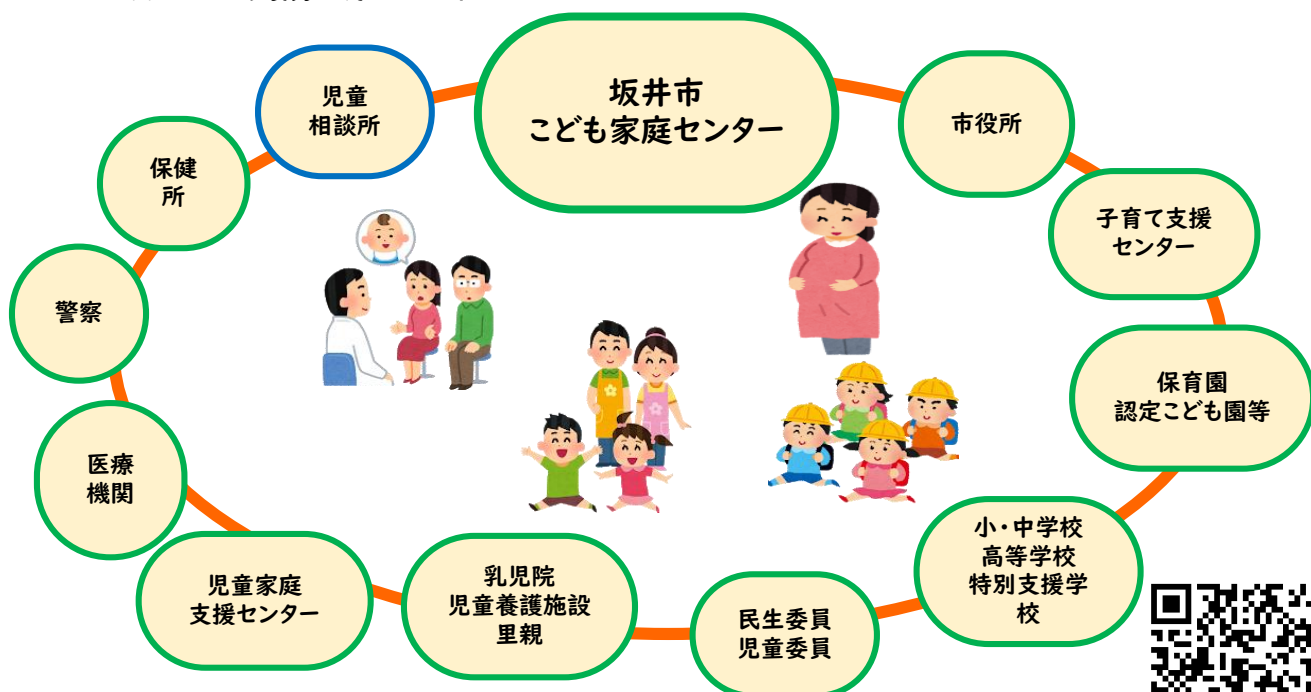 坂井市
こども家庭センター
市役所
子育て支援
センター
保育園
認定こども園等
小・中学校
高等学校
特別支援学
校
民生委員
児童委員
乳児院
児童養護施設
里親
児童家庭
支援センター
医療
機関
警察
保健
所
児童
相談所